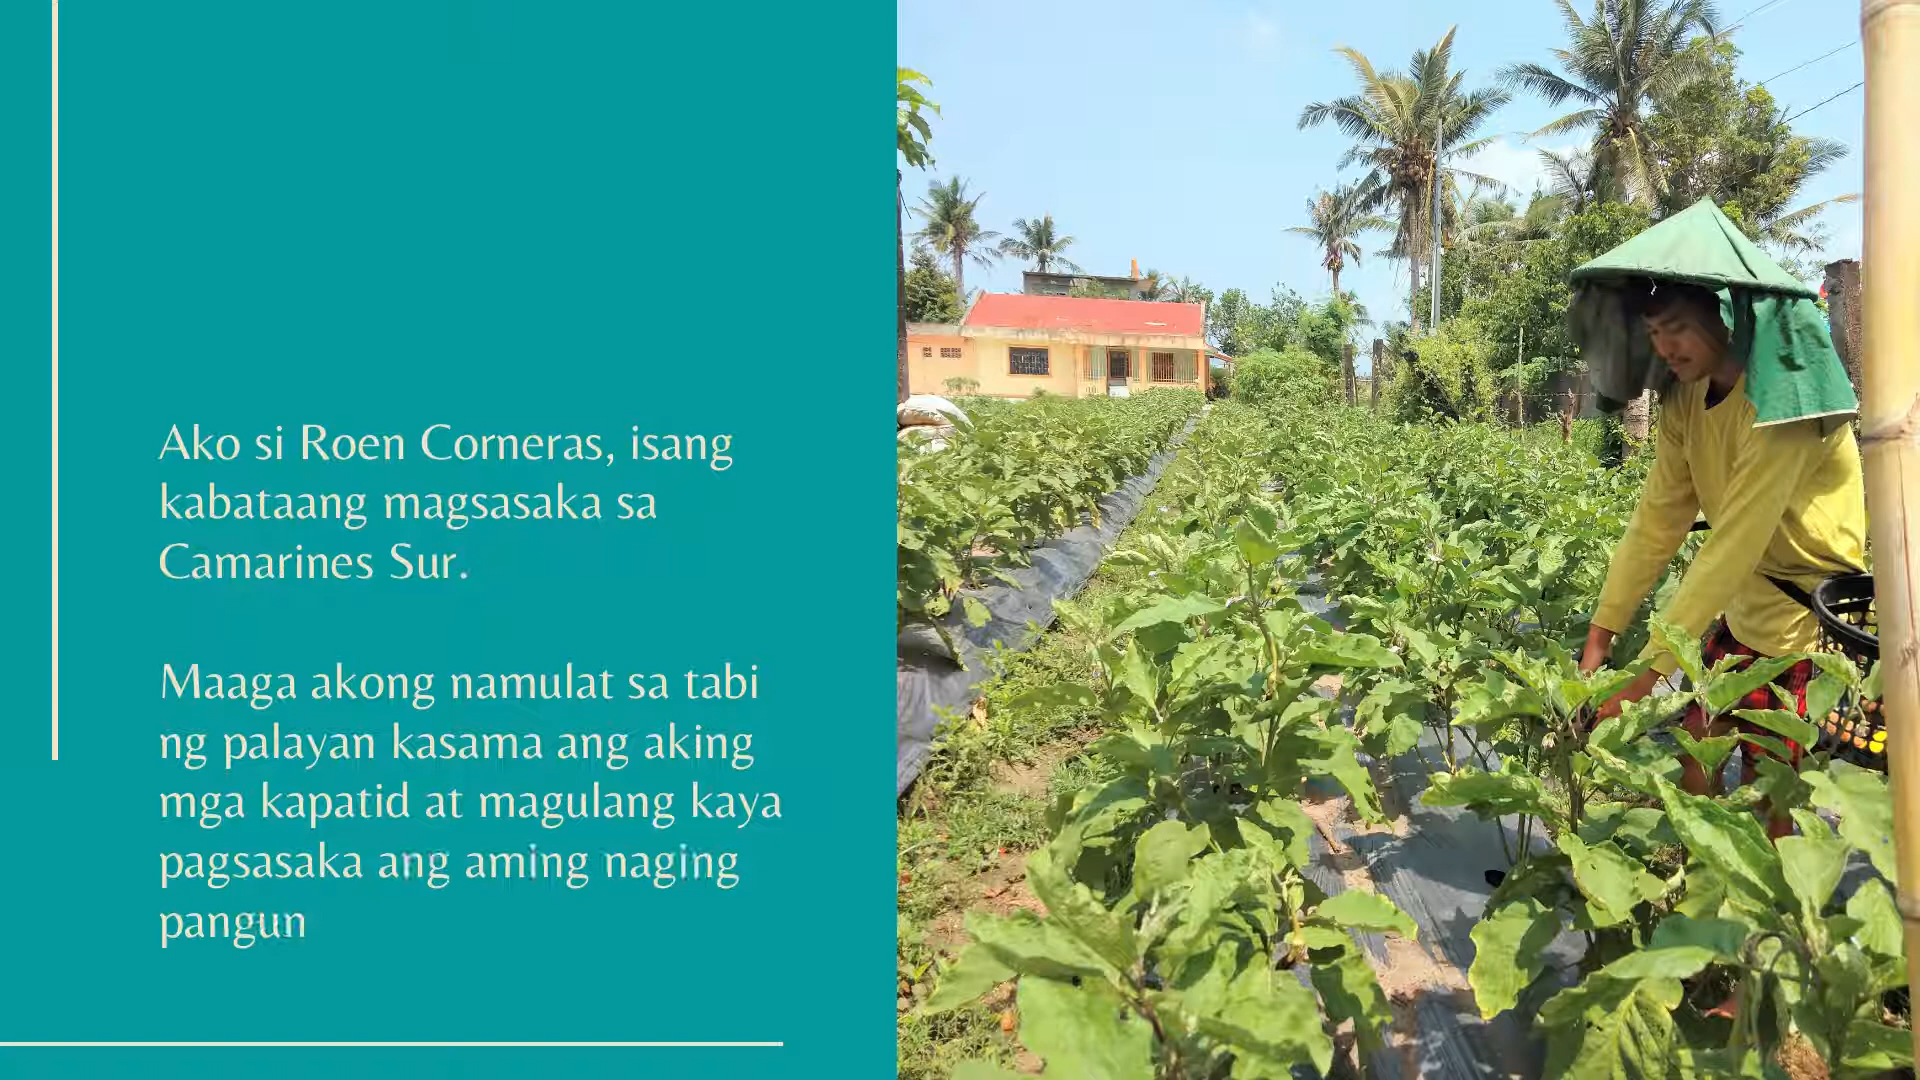 Ako si Roen Corneras, isang
kabataang magsasaka sa
Camarines Sur.
Maaga akong namulat sa tabi
ng palayan kasama ang aking
mga kapatid at magulang kaya
pagsasaka ang aming naging
pangun